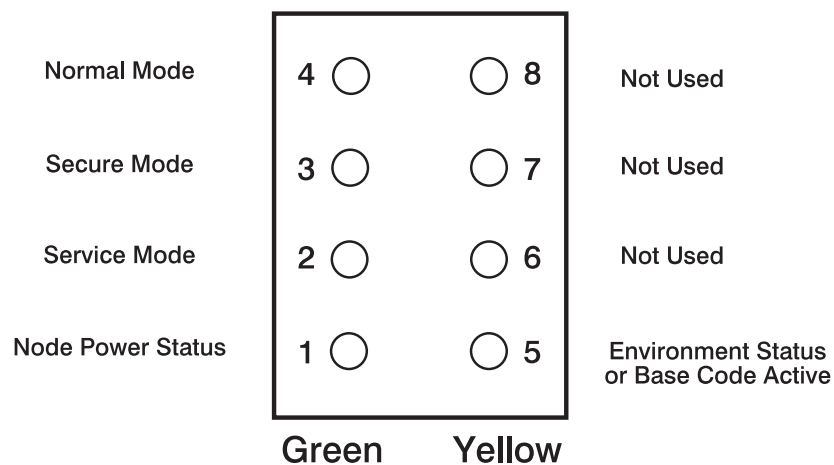 Normal Mode 4 8 Not Used
Secure Mode 3 7 Not Used
Service Mode 2 6 Not Used
Node Power Status 1 5 Environment Status
or Base Code Active
Green Yellow